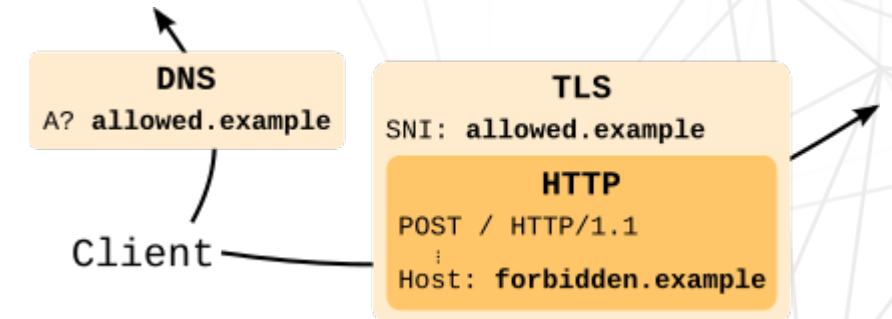 DNS
A? allowed.example
TLS
SNI: allowed.example
HTTP
POST / HTTP/1.1
⋮
Host: forbidden.example
Client